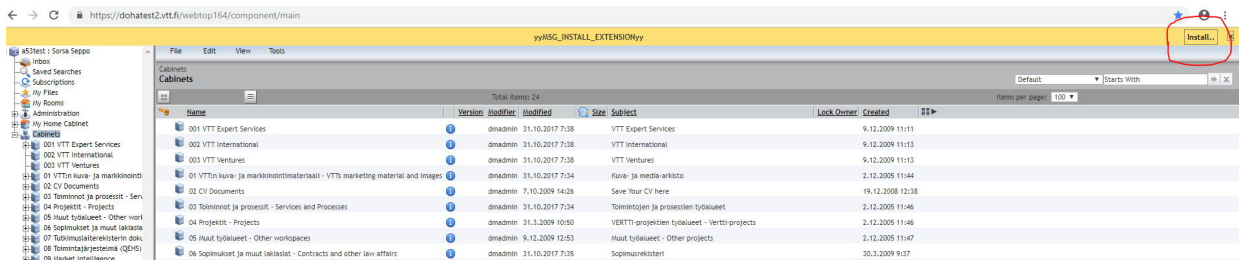 https://dohatest2.vtt.fi/webtop164/component/main
yyMSG_INSTALL_EXTENSIONyy
Install..
a53test : Sorsa Seppo
Inbox
Saved Searches
Subscriptions
My Files
My Rooms
Administration
My Home Cabinet
Cabinets
001 VTT Expert Services
002 VTT International
003 VTT Ventures
01 VTT:n kuva- ja markkinointi
02 CV Documents
03 Toiminnot ja prosessit - Serv
04 Projektit - Projects
05 Muut työalueet - Other work
06 Sopimukset ja muut lakiasia
07 Tutkimuslaiterekisterin doku
08 Toimintajärjestelmä (QEHS)
09 Market Intelligence
File Edit View Tools
Cabinets
Cabinets
Default Starts With
Total items: 24 Items per page: 100
Name Version Modifier Modified Size Subject Lock Owner Created
001 VTT Expert Services dmadmin 31.10.2017 7:38 VTT Expert Services 9.12.2009 11:11
002 VTT International dmadmin 31.10.2017 7:38 VTT International 9.12.2009 11:13
003 VTT Ventures dmadmin 31.10.2017 7:38 VTT Ventures 9.12.2009 11:13
01 VTT:n kuva- ja markkinointimateriaali - VTTs marketing material and images dmadmin 31.10.2017 7:34 Kuva- ja media-arkisto 2.12.2005 11:44
02 CV Documents dmadmin 7.10.2009 14:26 Save Your CV here 19.12.2008 12:38
03 Toiminnot ja prosessit - Services and Processes dmadmin 31.10.2017 7:34 Toimintojen ja prosessien työalueet 2.12.2005 11:46
04 Projektit - Projects dmadmin 31.3.2009 10:50 VERTTI-projektien työalueet - Vertti-projects 2.12.2005 11:46
05 Muut työalueet - Other workspaces dmadmin 9.12.2009 12:53 Muut työalueet - Other projects 2.12.2005 11:47
06 Sopimukset ja muut lakiasiat - Contracts and other law affairs dmadmin 31.10.2017 7:35 Sopimusrekisteri 30.3.2009 9:37